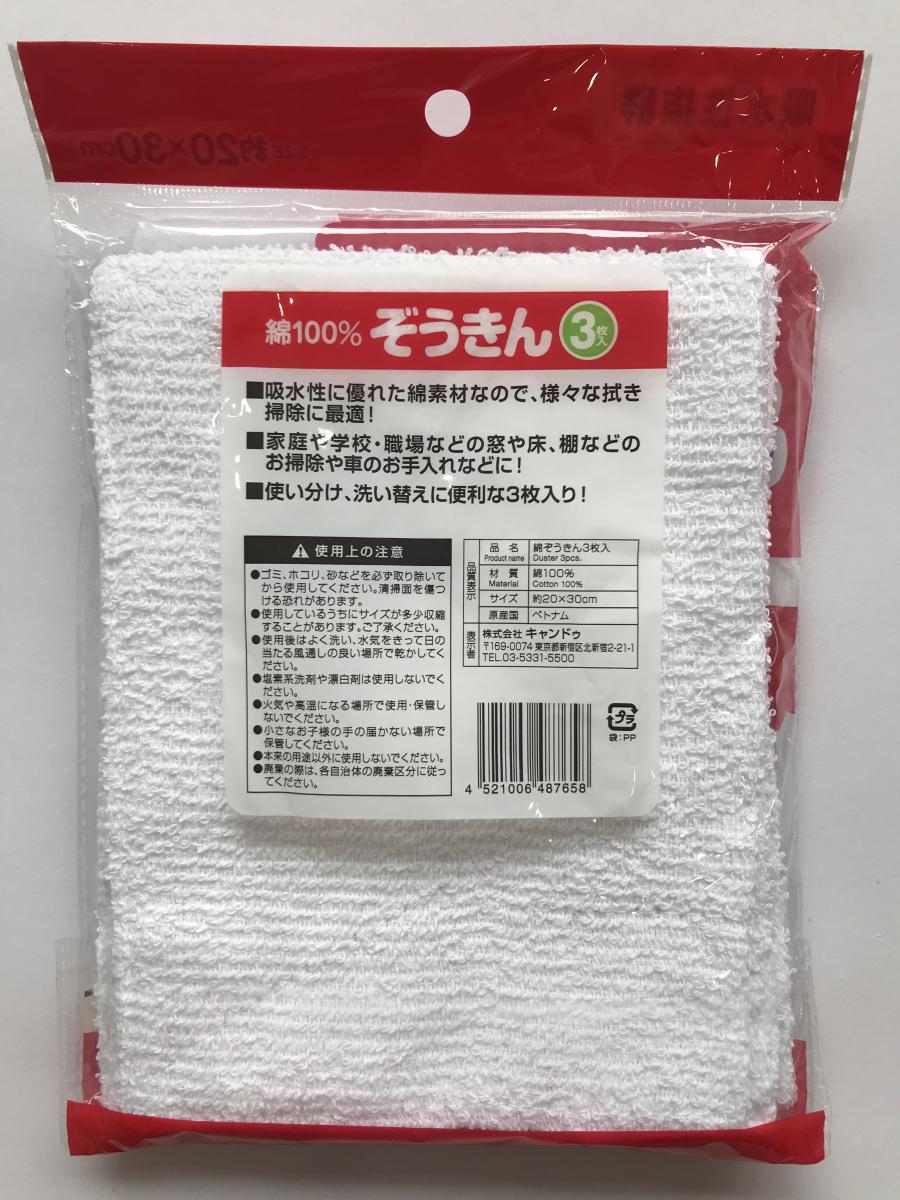 吸水性抜群
SIZE 約20×30cm
綿100% ぞうきん 3枚入
■吸水性に優れた綿素材なので、様々な拭き
掃除に最適!
■家庭や学校・職場などの窓や床、棚などの
お掃除や車のお手入れなどに!
■使い分け、洗い替えに便利な3枚入り!
使用上の注意
●ゴミ、ホコリ、砂などを必ず取り除いて
から使用してください。清掃面を傷つ
ける恐れがあります。
●使用しているうちにサイズが多少収縮
することがあります。ご了承ください。
●使用後はよく洗い、水気をきって日の
当たる風通しの良い場所で乾かしてく
ださい。
●塩素系洗剤や漂白剤は使用しないでく
ださい。
●火気や高温になる場所で使用・保管し
ないでください。
●小さなお子様の手の届かない場所で
保管してください。
●本来の用途以外に使用しないでください。
●廃棄の際は、各自治体の廃棄区分に従っ
てください。
品質表示
品名 綿ぞうきん3枚入
Product name Duster 3pcs.
材質 綿100%
Material Cotton 100%
サイズ 約20×30cm
原産国 ベトナム
表示者
株式会社 キャンドゥ
〒169-0074 東京都新宿区北新宿2-21-1
TEL.03-5331-5500
プラ
袋:PP
4 521006 487658